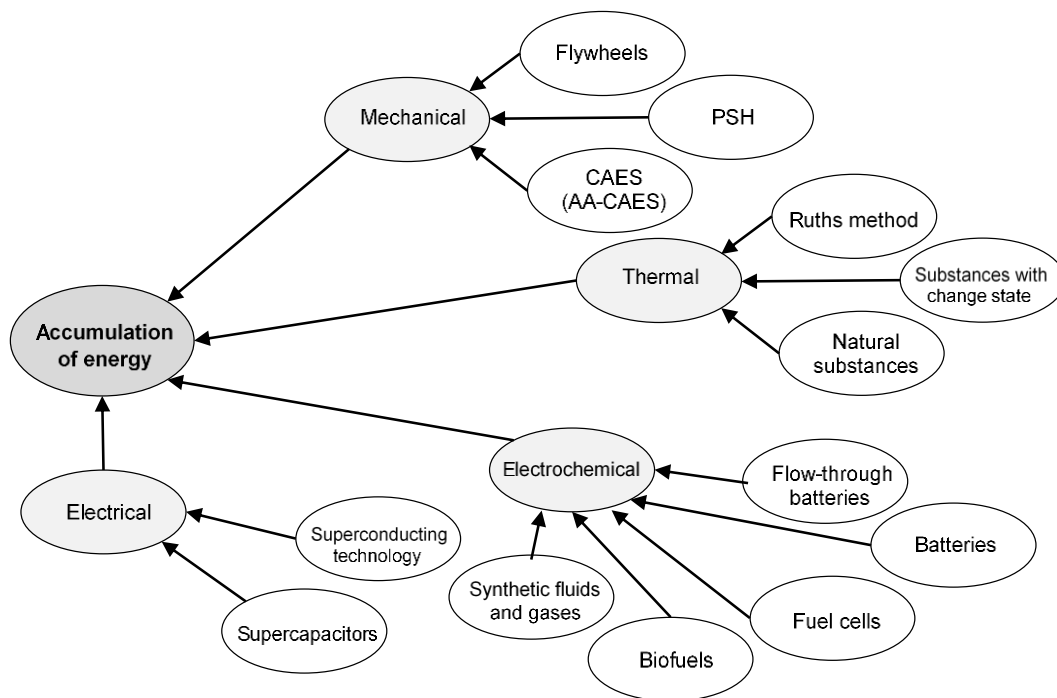 Flywheels
Mechanical
PSH
CAES
(AA-CAES)
Ruths method
Thermal
Substances with
change state
Natural
substances
Accumulation
of energy
Electrochemical
Flow-through
batteries
Batteries
Electrical
Superconducting
technology
Synthetic fluids
and gases
Fuel cells
Supercapacitors
Biofuels